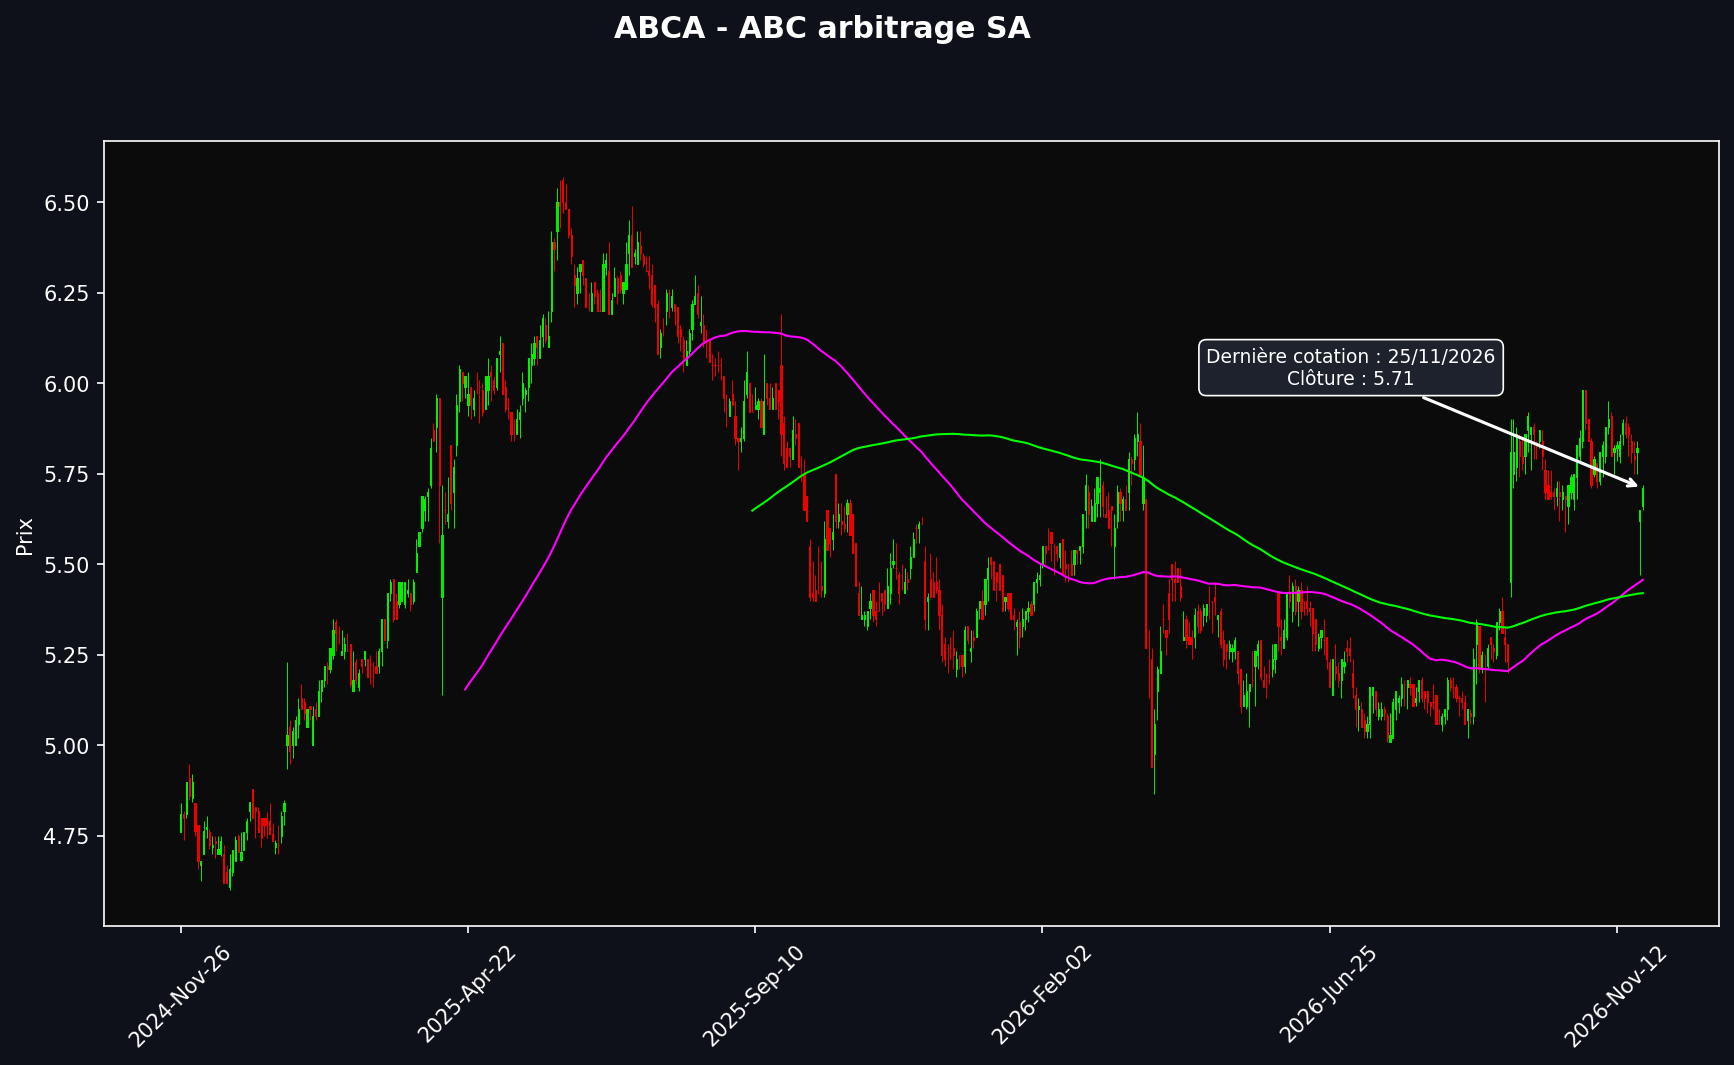 ABCA - ABC arbitrage SA
Dernière cotation : 25/11/2026
Clôture : 5.71
Prix
6.50
6.25
6.00
5.75
5.50
5.25
5.00
4.75
2024-Nov-26
2025-Apr-22
2025-Sep-10
2026-Feb-02
2026-Jun-25
2026-Nov-12